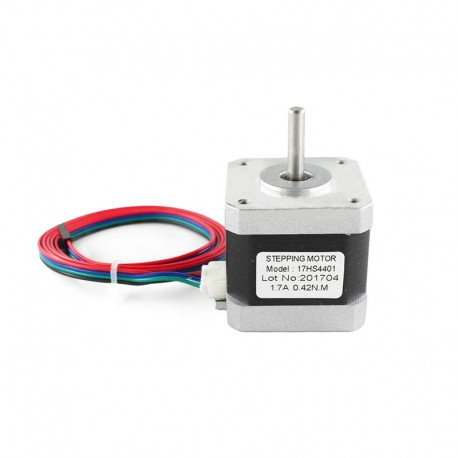 STEPPING MOTOR
Model : 17HS4401
Lot No:201704
1.7A 0.42N.M